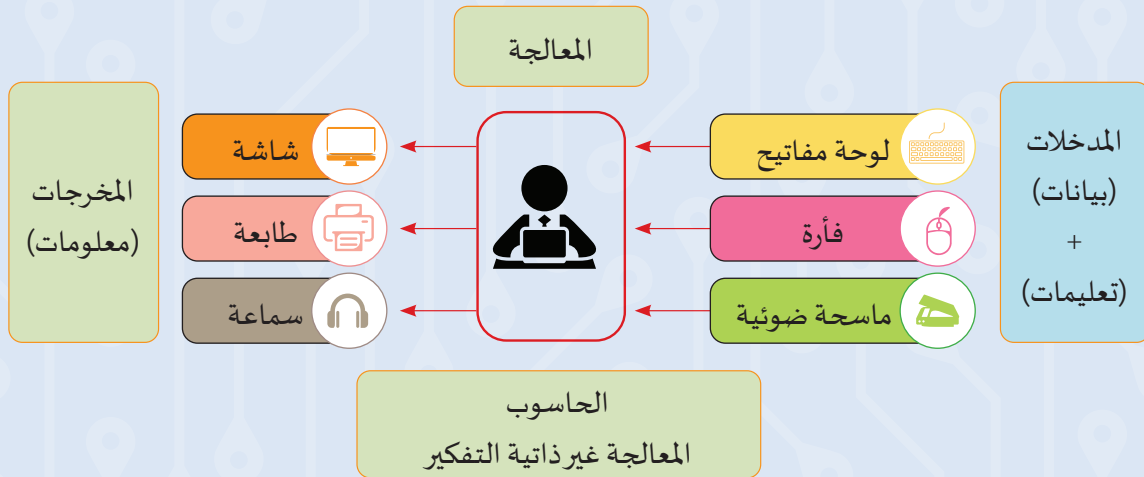 المعالجة
المدخلات
(بيانات)
+
(تعليمات)
لوحة مفاتيح
فأرة
ماسحة ضوئية
شاشة
طابعة
سماعة
المخرجات
(معلومات)
الحاسوب
المعالجة غير ذاتية التفكير